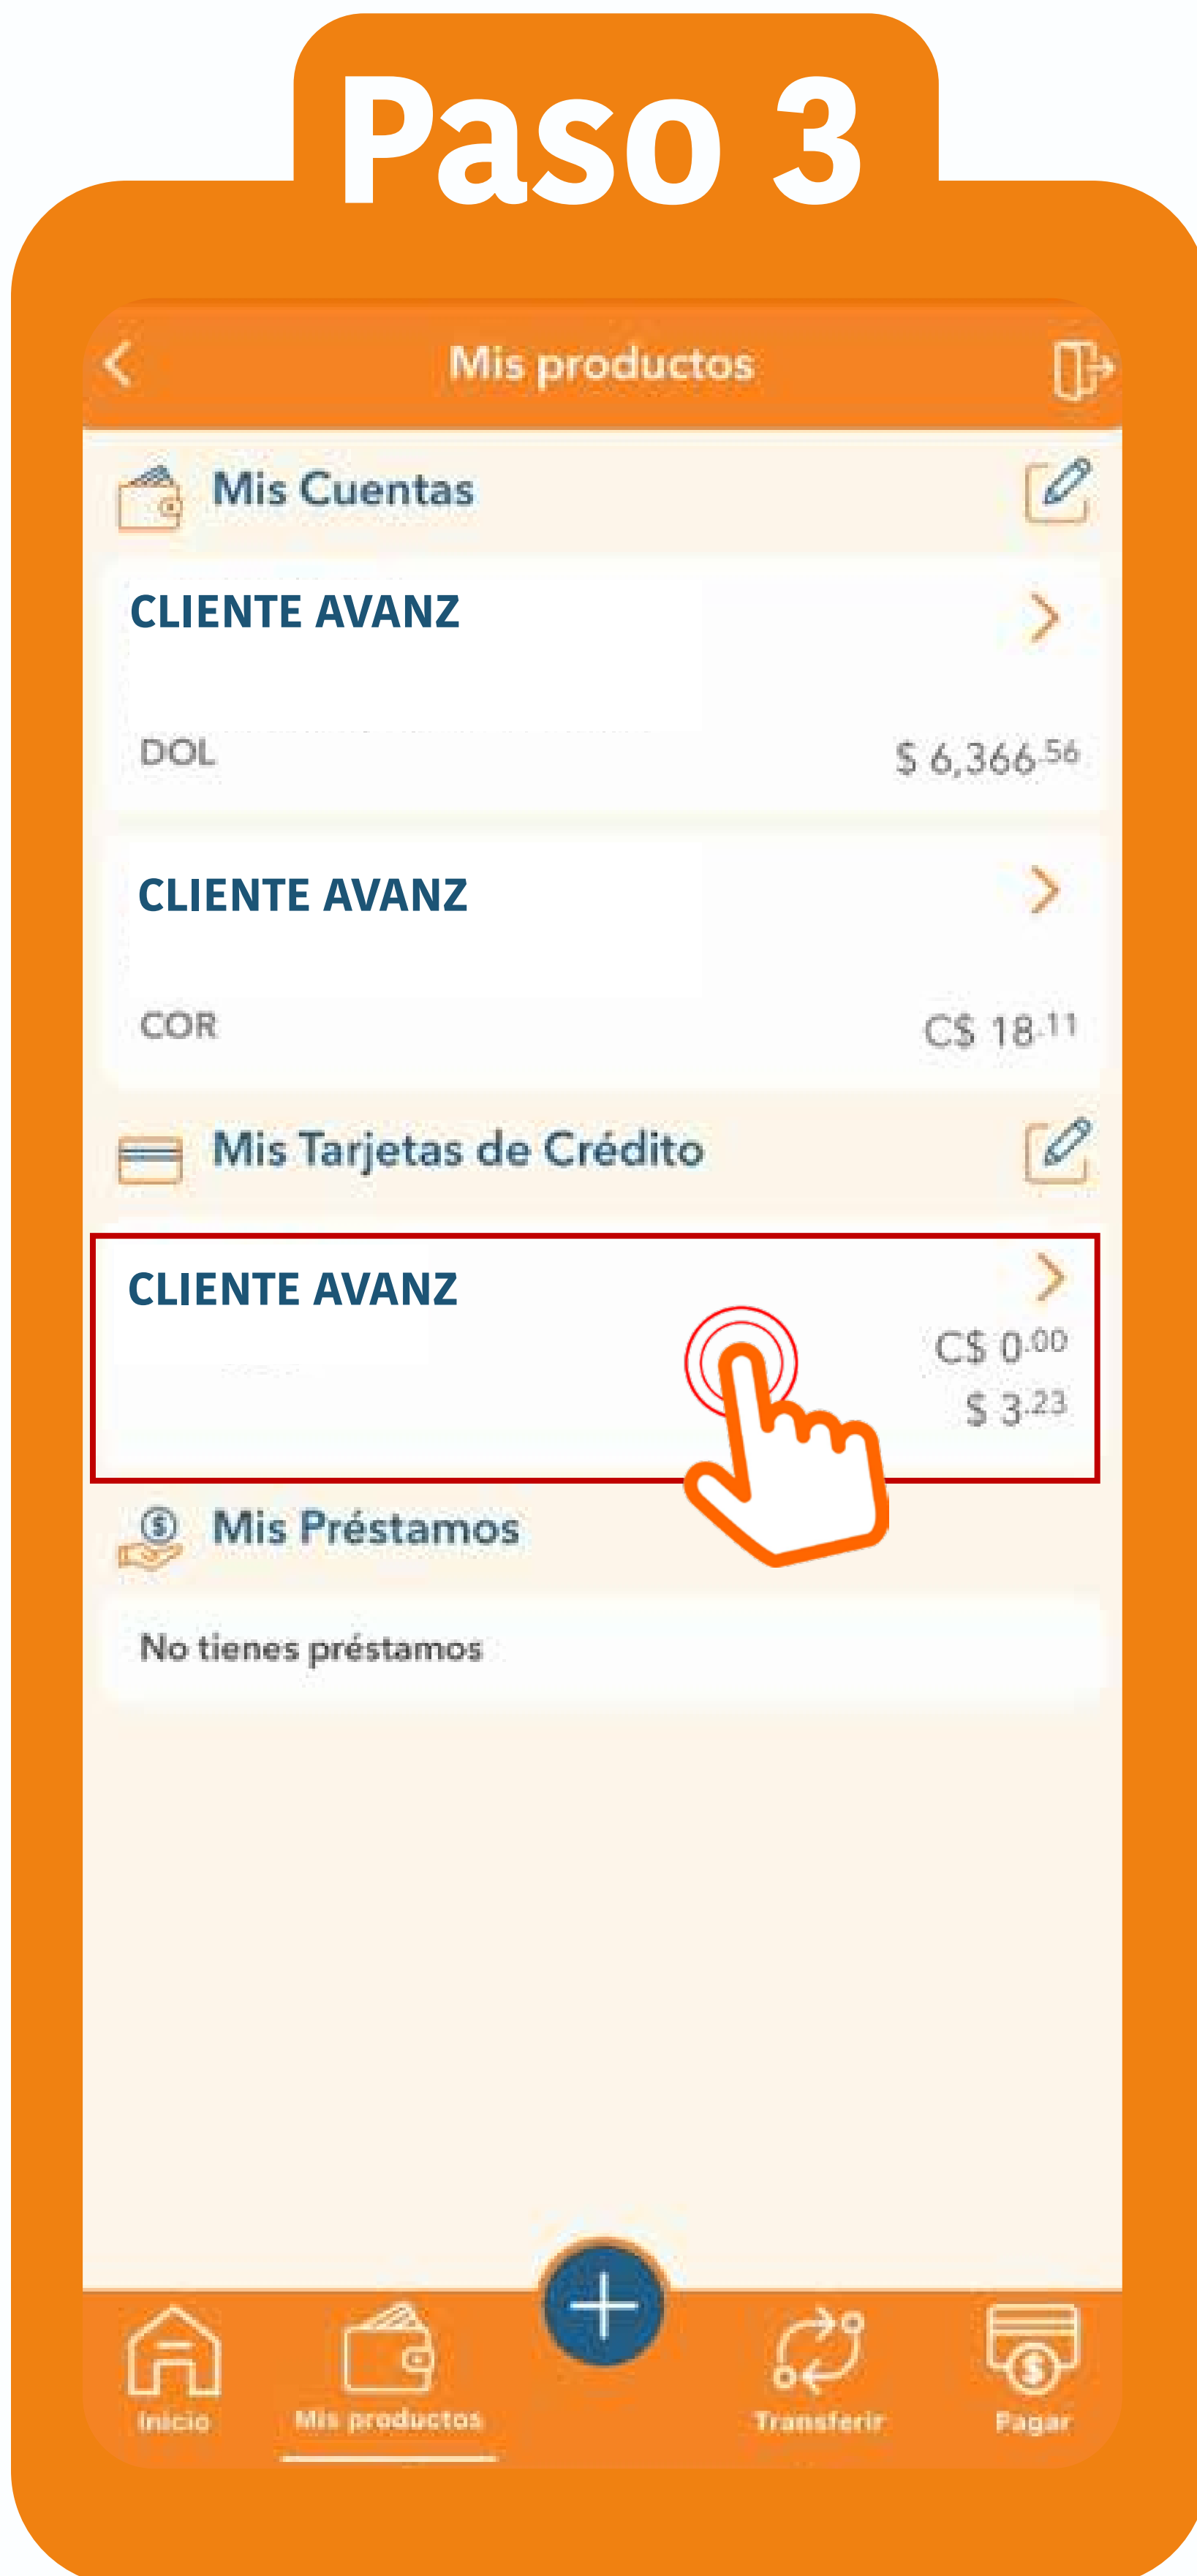 Paso 3
Mis productos
Mis Cuentas
CLIENTE AVANZ
DOL
$ 6,366.56
CLIENTE AVANZ
COR
C$ 18.11
Mis Tarjetas de Crédito
CLIENTE AVANZ
C$ 0.00
$ 3.23
Mis Préstamos
No tienes préstamos
Inicio
Mis productos
Transferir
Pagar